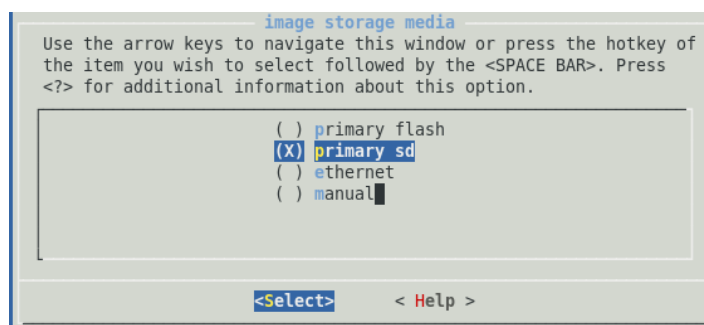 image storage media
Use the arrow keys to navigate this window or press the hotkey of
the item you wish to select followed by the <SPACE BAR>. Press
<?> for additional information about this option.
( ) primary flash
(X) primary sd
( ) ethernet
( ) manual
<Select> < Help >